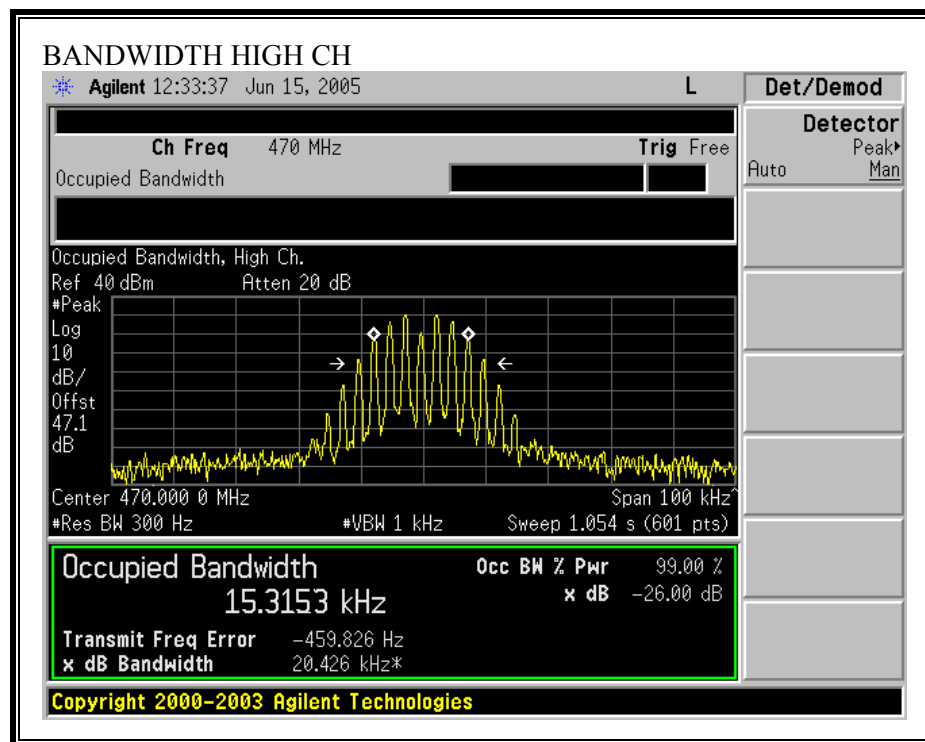 BANDWIDTH HIGH CH
Agilent 12:33:37 Jun 15, 2005 L Det/Demod
Detector
Ch Freq 470 MHz Trig Free Peak
Occupied Bandwidth Auto Man
Occupied Bandwidth, High Ch.
Ref 40 dBm Atten 20 dB
#Peak
Log
10
dB/
Offst
47.1
dB
Center 470.000 0 MHz Span 100 kHz^
#Res BW 300 Hz #VBW 1 kHz Sweep 1.054 s (601 pts)
Occupied Bandwidth Occ BW % Pwr 99.00 %
15.3153 kHz x dB -26.00 dB
Transmit Freq Error -459.826 Hz
x dB Bandwidth 20.426 kHz*
Copyright 2000-2003 Agilent Technologies